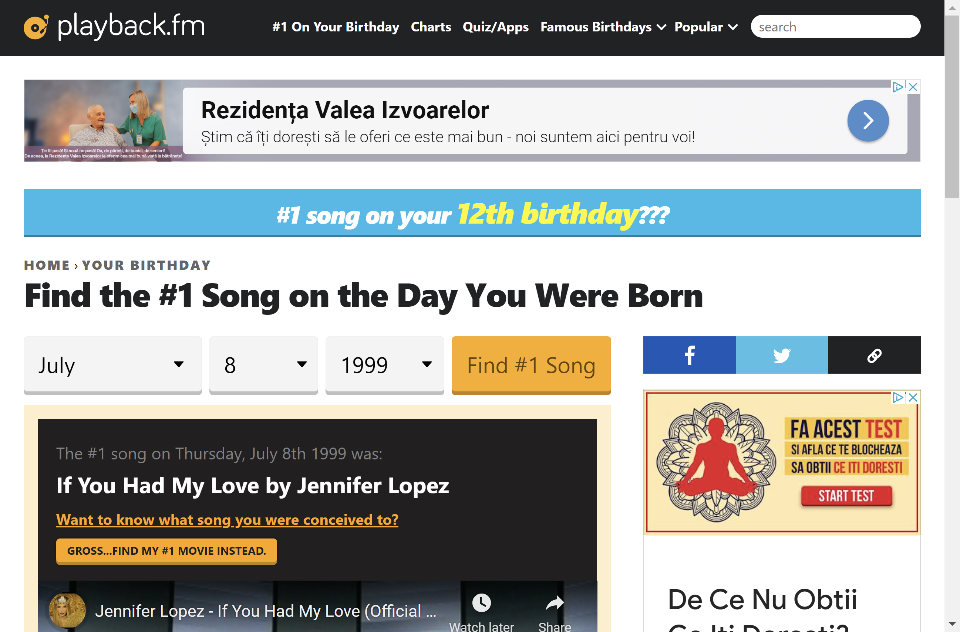 playback.fm
#1 On Your Birthday Charts Quiz/Apps Famous Birthdays Popular search
Rezidența Valea Izvoarelor
Știm că îți dorești să le oferi ce este mai bun - noi suntem aici pentru voi!
#1 song on your 12th birthday???
HOME › YOUR BIRTHDAY
Find the #1 Song on the Day You Were Born
July 8 1999 Find #1 Song
The #1 song on Thursday, July 8th 1999 was:
If You Had My Love by Jennifer Lopez
Want to know what song you were conceived to?
GROSS...FIND MY #1 MOVIE INSTEAD.
Jennifer Lopez - If You Had My Love (Official ...
Watch later Share
FA ACEST TEST
SI AFLA CE TE BLOCHEAZA
SA OBTII CE ITI DORESTI
START TEST
De Ce Nu Obtii
Ce Iti Doresti?